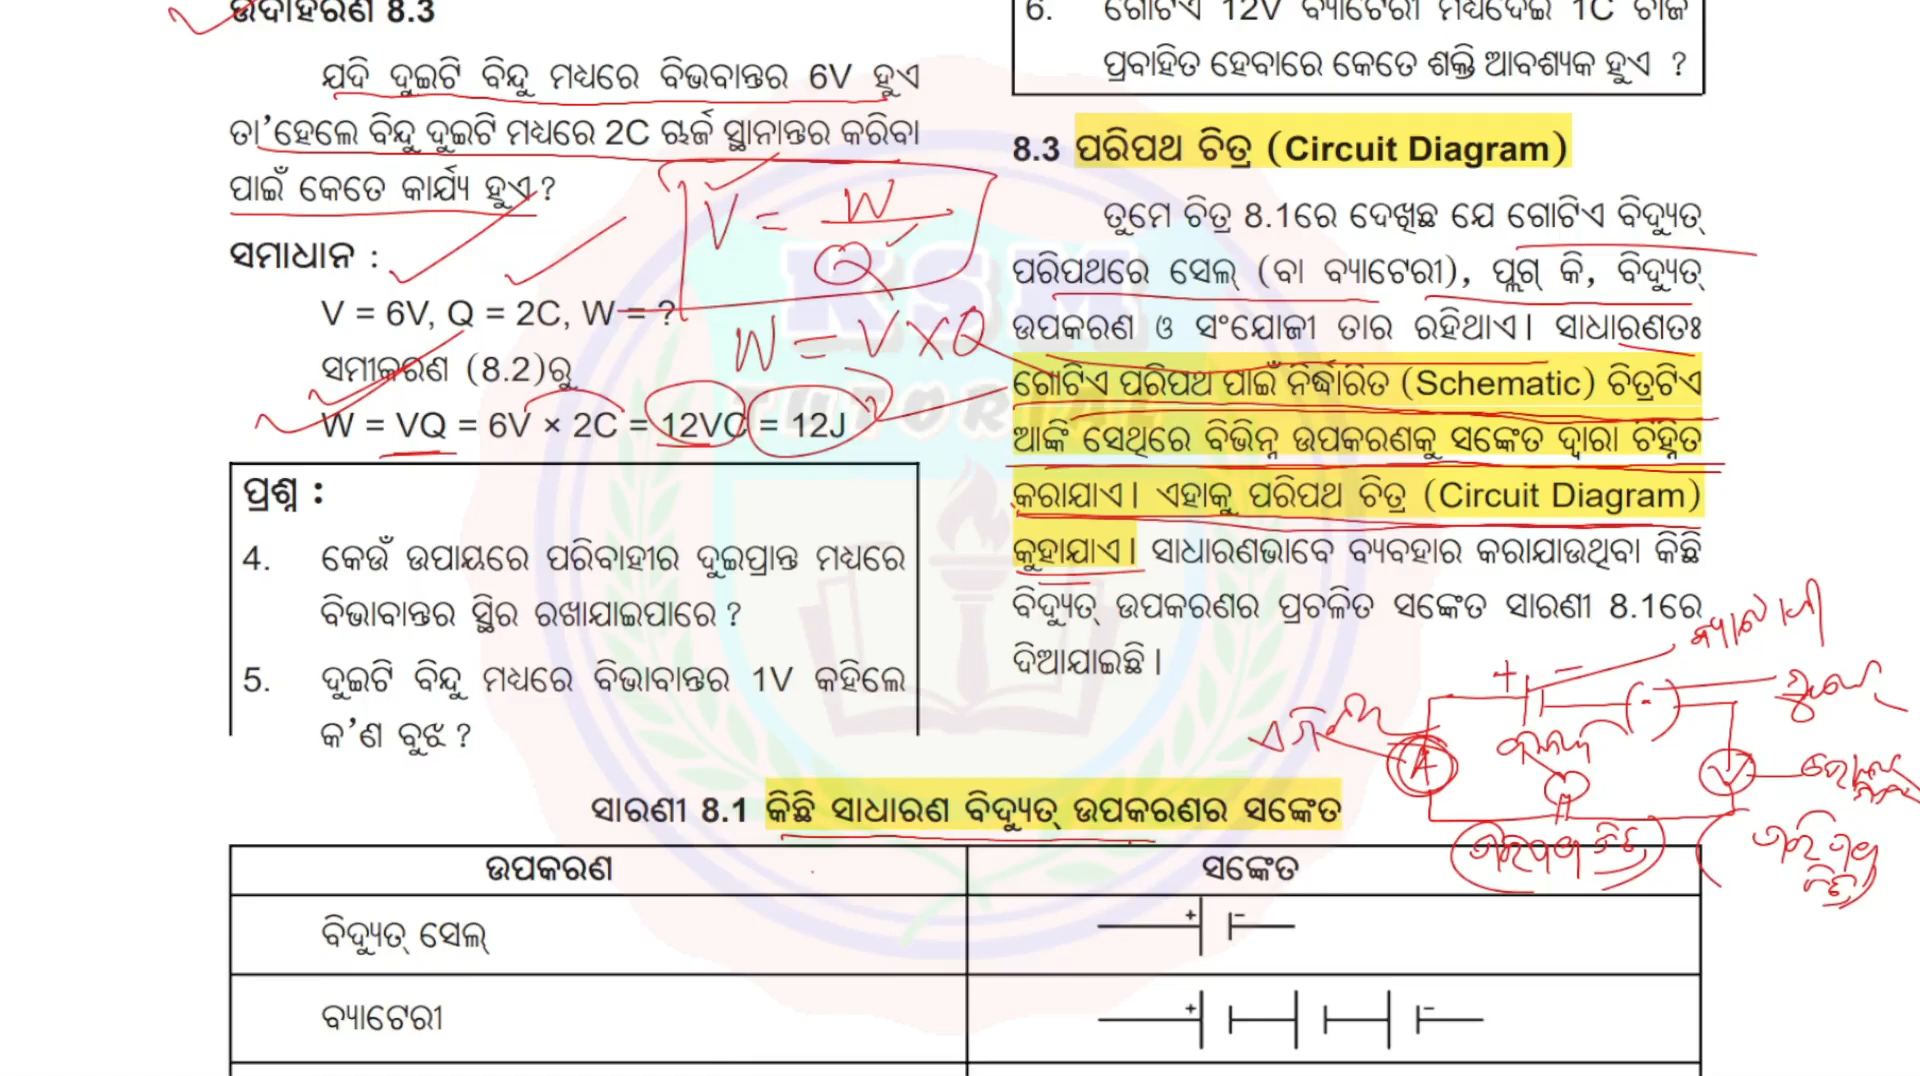 ଉଦାହରଣ 8.3
ଯଦି ଦୁଇଟି ବିନ୍ଦୁ ମଧ୍ୟରେ ବିଭବାନ୍ତର 6V ହୁଏ
ତା’ହେଲେ ବିନ୍ଦୁ ଦୁଇଟି ମଧ୍ୟରେ 2C ଚାର୍ଜ ସ୍ଥାନାନ୍ତର କରିବା
ପାଇଁ କେତେ କାର୍ଯ୍ୟ ହୁଏ ?
V = W
Q
ସମାଧାନ :
V = 6V, Q = 2C, W = ?
W = V X Q
ସମୀକରଣ (8.2)ରୁ
W = VQ = 6V × 2C = 12VC = 12J
ପ୍ରଶ୍ନ :
4. କେଉଁ ଉପାୟରେ ପରିବାହୀର ଦୁଇପ୍ରାନ୍ତ ମଧ୍ୟରେ
ବିଭାବାନ୍ତର ସ୍ଥିର ରଖାଯାଇପାରେ ?
5. ଦୁଇଟି ବିନ୍ଦୁ ମଧ୍ୟରେ ବିଭାବାନ୍ତର 1V କହିଲେ
କ’ଣ ବୁଝ ?
6. ଗୋଟିଏ 12V ବ୍ୟାଟେରୀ ମଧ୍ୟଦେଇ 1C ଚାର୍ଜ
ପ୍ରବାହିତ ହେବାରେ କେତେ ଶକ୍ତି ଆବଶ୍ୟକ ହୁଏ ?
8.3 ପରିପଥ ଚିତ୍ର (Circuit Diagram)
ତୁମେ ଚିତ୍ର 8.1ରେ ଦେଖିଛ ଯେ ଗୋଟିଏ ବିଦ୍ୟୁତ୍
ପରିପଥରେ ସେଲ୍ (ବା ବ୍ୟାଟେରୀ), ପ୍ଲଗ୍ କି, ବିଦ୍ୟୁତ୍
ଉପକରଣ ଓ ସଂଯୋଜୀ ତାର ରହିଥାଏ। ସାଧାରଣତଃ
ଗୋଟିଏ ପରିପଥ ପାଇଁ ନିର୍ଦ୍ଧାରିତ (Schematic) ଚିତ୍ରଟିଏ
ଆଙ୍କି ସେଥିରେ ବିଭିନ୍ନ ଉପକରଣକୁ ସଙ୍କେତ ଦ୍ୱାରା ଚିହ୍ନିତ
କରାଯାଏ। ଏହାକୁ ପରିପଥ ଚିତ୍ର (Circuit Diagram)
କୁହାଯାଏ। ସାଧାରଣଭାବେ ବ୍ୟବହାର କରାଯାଉଥିବା କିଛି
ବିଦ୍ୟୁତ୍ ଉପକରଣର ପ୍ରଚଳିତ ସଙ୍କେତ ସାରଣୀ 8.1ରେ
ଦିଆଯାଇଛି।
+ −
A
V
ପରିପଥ ଚିତ୍ର
KSM
TUTORIAL
ସାରଣୀ 8.1 କିଛି ସାଧାରଣ ବିଦ୍ୟୁତ୍ ଉପକରଣର ସଙ୍କେତ
ଉପକରଣ ସଙ୍କେତ
ବିଦ୍ୟୁତ୍ ସେଲ୍ + −
ବ୍ୟାଟେରୀ + −